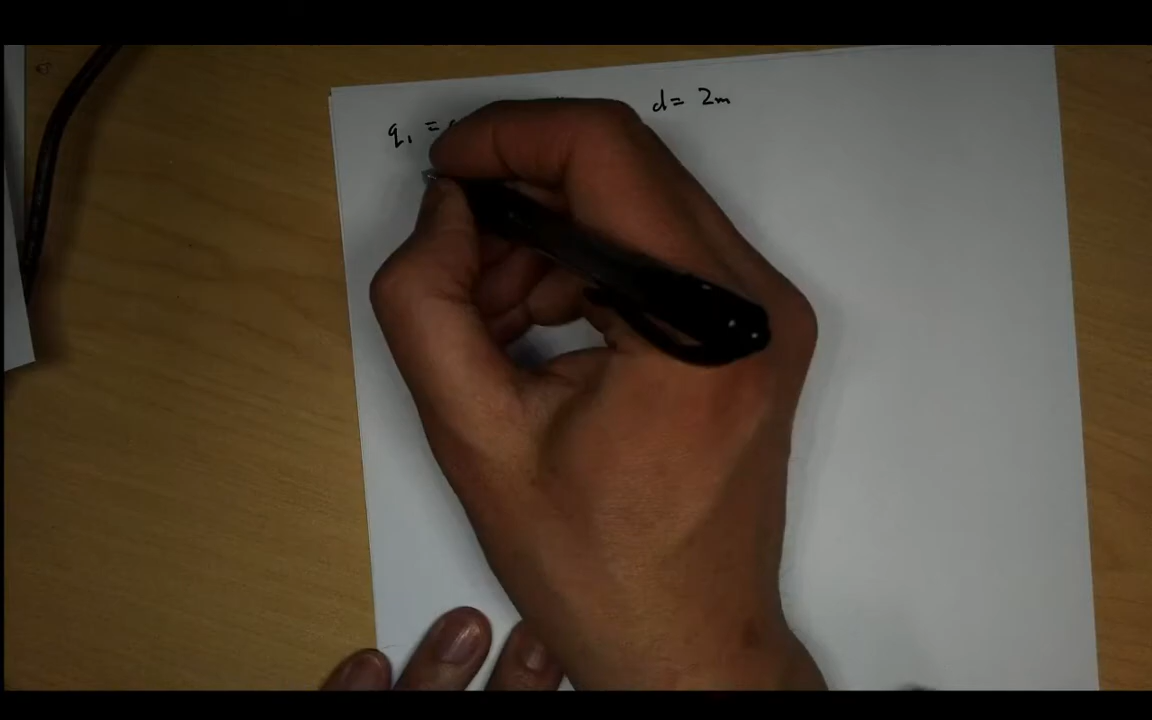 d = 2m
q₁ =